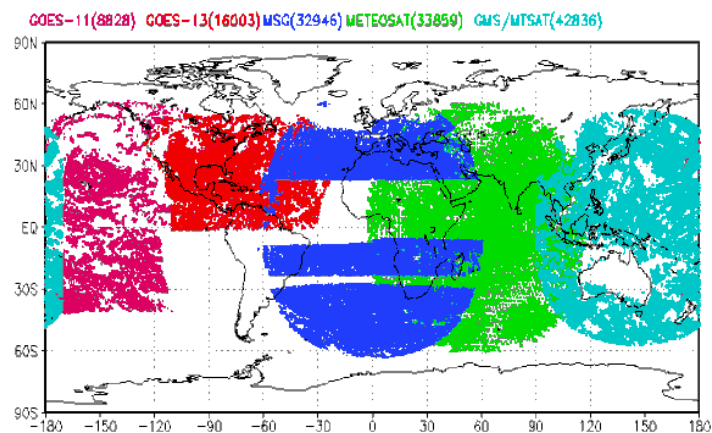 GOES-11(8828) GOES-13(16003) MSG(32946) METEOSAT(33859) GMS/MTSAT(42836)
90N
60N
30N
EQ
30S
60S
90S
-180 -150 -120 -90 -60 -30 0 30 60 90 120 150 180